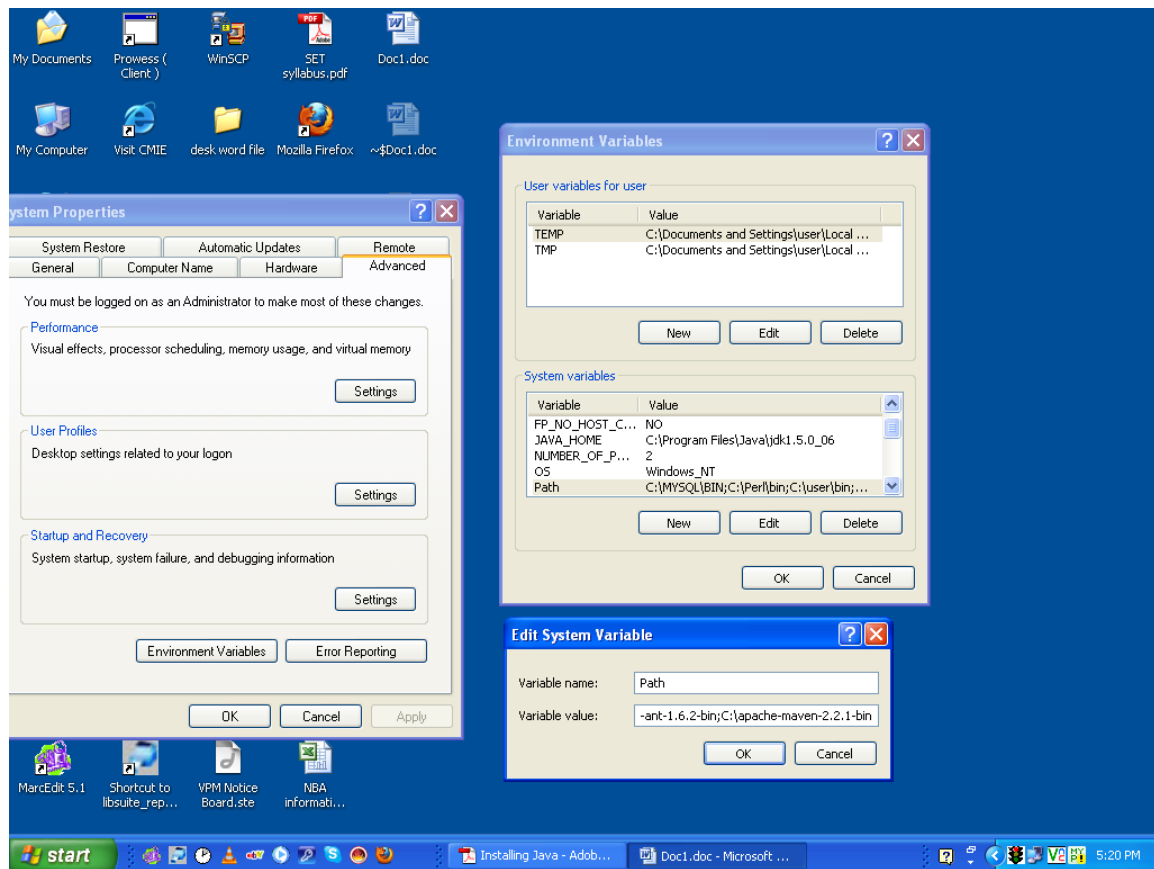 My Documents
Prowess ( Client )
WinSCP
PDF
Adobe
SET syllabus.pdf
Doc1.doc
My Computer
Visit CMIE
desk word file
Mozilla Firefox
~$Doc1.doc
ystem Properties
System Restore
Automatic Updates
Remote
General
Computer Name
Hardware
Advanced
You must be logged on as an Administrator to make most of these changes.
Performance
Visual effects, processor scheduling, memory usage, and virtual memory
Settings
User Profiles
Desktop settings related to your logon
Settings
Startup and Recovery
System startup, system failure, and debugging information
Settings
Environment Variables
Error Reporting
OK
Cancel
Apply
Environment Variables
User variables for user
Variable Value
TEMP C:\Documents and Settings\user\Local ...
TMP C:\Documents and Settings\user\Local ...
New
Edit
Delete
System variables
Variable Value
FP_NO_HOST_C... NO
JAVA_HOME C:\Program Files\Java\jdk1.5.0_06
NUMBER_OF_P... 2
OS Windows_NT
Path C:\MYSQL\BIN;C:\Perl\bin;C:\user\bin;...
New
Edit
Delete
OK
Cancel
Edit System Variable
Variable name: Path
Variable value: -ant-1.6.2-bin;C:\apache-maven-2.2.1-bin
OK
Cancel
MarcEdit 5.1
Shortcut to
libsuite_rep...
VPM Notice
Board.ste
NBA
informati...
start
Installing Java - Adob...
Doc1.doc - Microsoft ...
5:20 PM